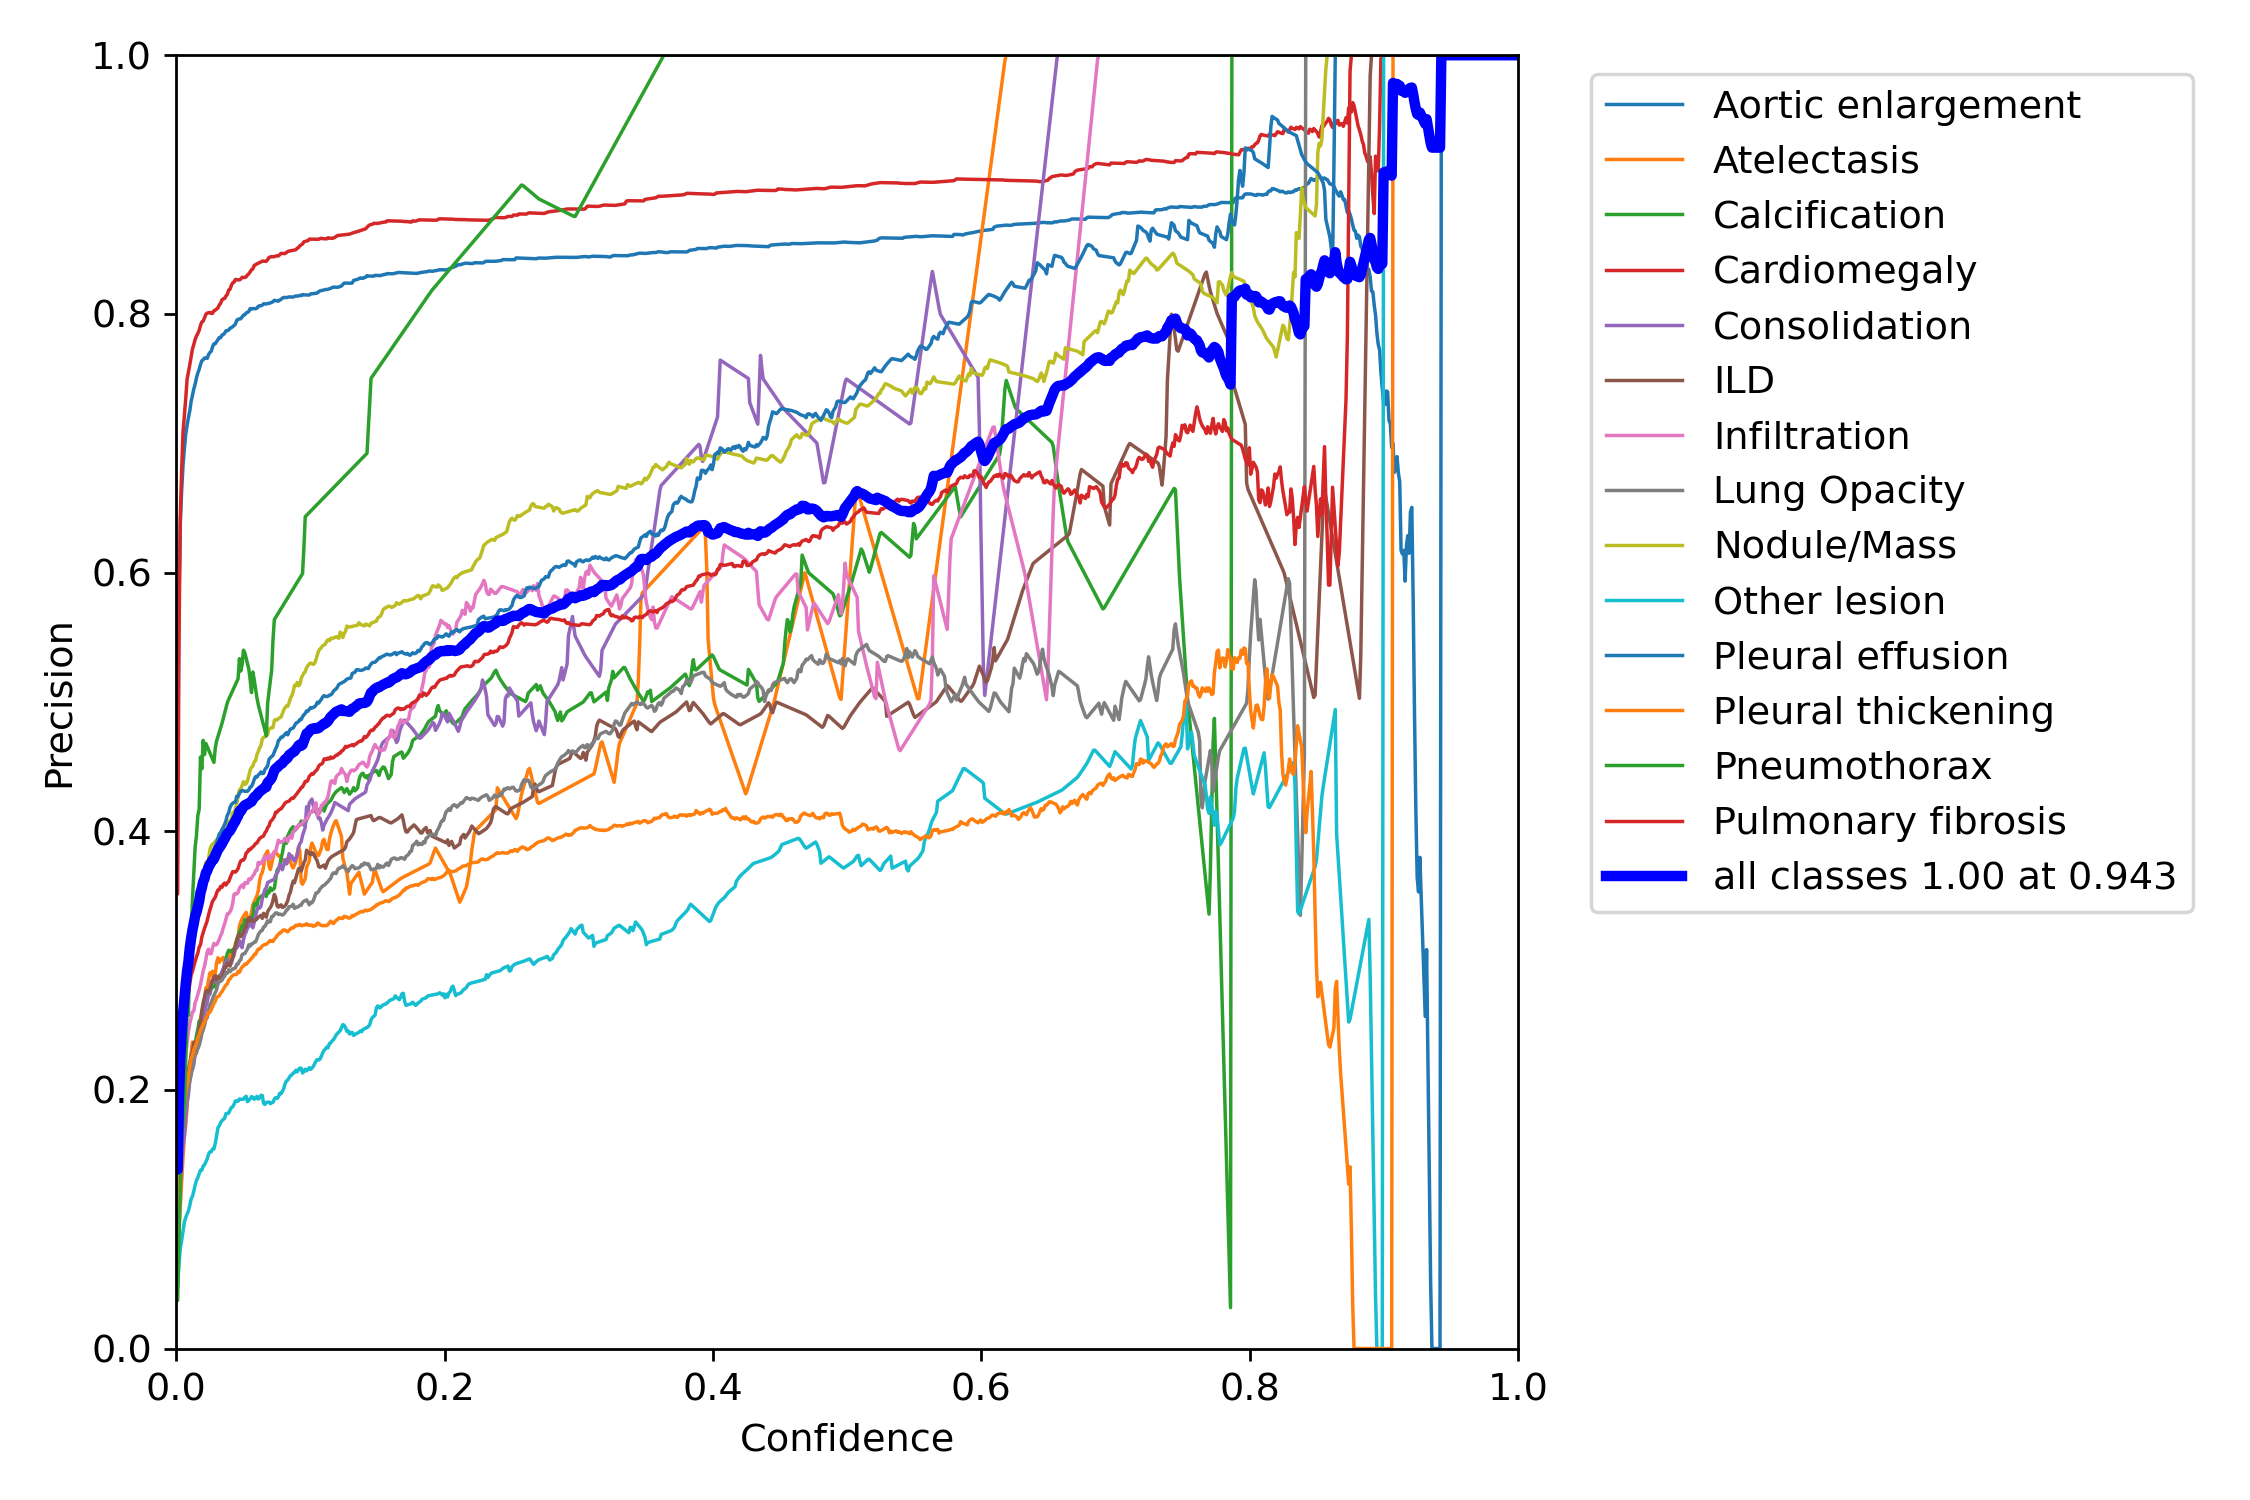 1.0
0.8
0.6
0.4
0.2
0.0
Precision
0.0 0.2 0.4 0.6 0.8 1.0
Confidence
Aortic enlargement
Atelectasis
Calcification
Cardiomegaly
Consolidation
ILD
Infiltration
Lung Opacity
Nodule/Mass
Other lesion
Pleural effusion
Pleural thickening
Pneumothorax
Pulmonary fibrosis
all classes 1.00 at 0.943